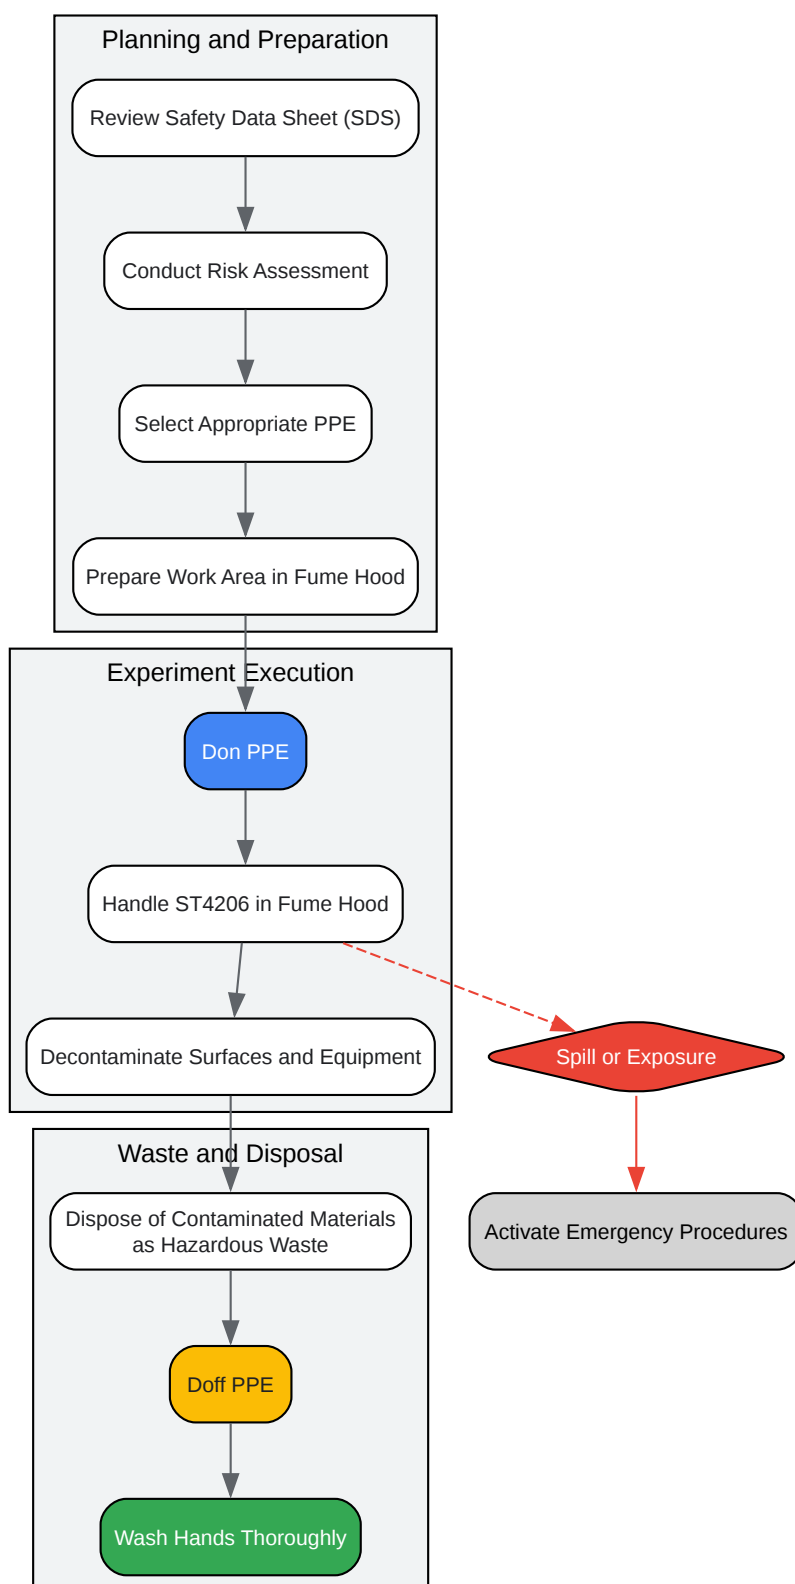 Planning and Preparation
Review Safety Data Sheet (SDS)
Conduct Risk Assessment
Select Appropriate PPE
Prepare Work Area in Fume Hood
Experiment Execution
Don PPE
Handle ST4206 in Fume Hood
Decontaminate Surfaces and Equipment
Spill or Exposure
Waste and Disposal
Dispose of Contaminated Materials
as Hazardous Waste
Activate Emergency Procedures
Doff PPE
Wash Hands Thoroughly